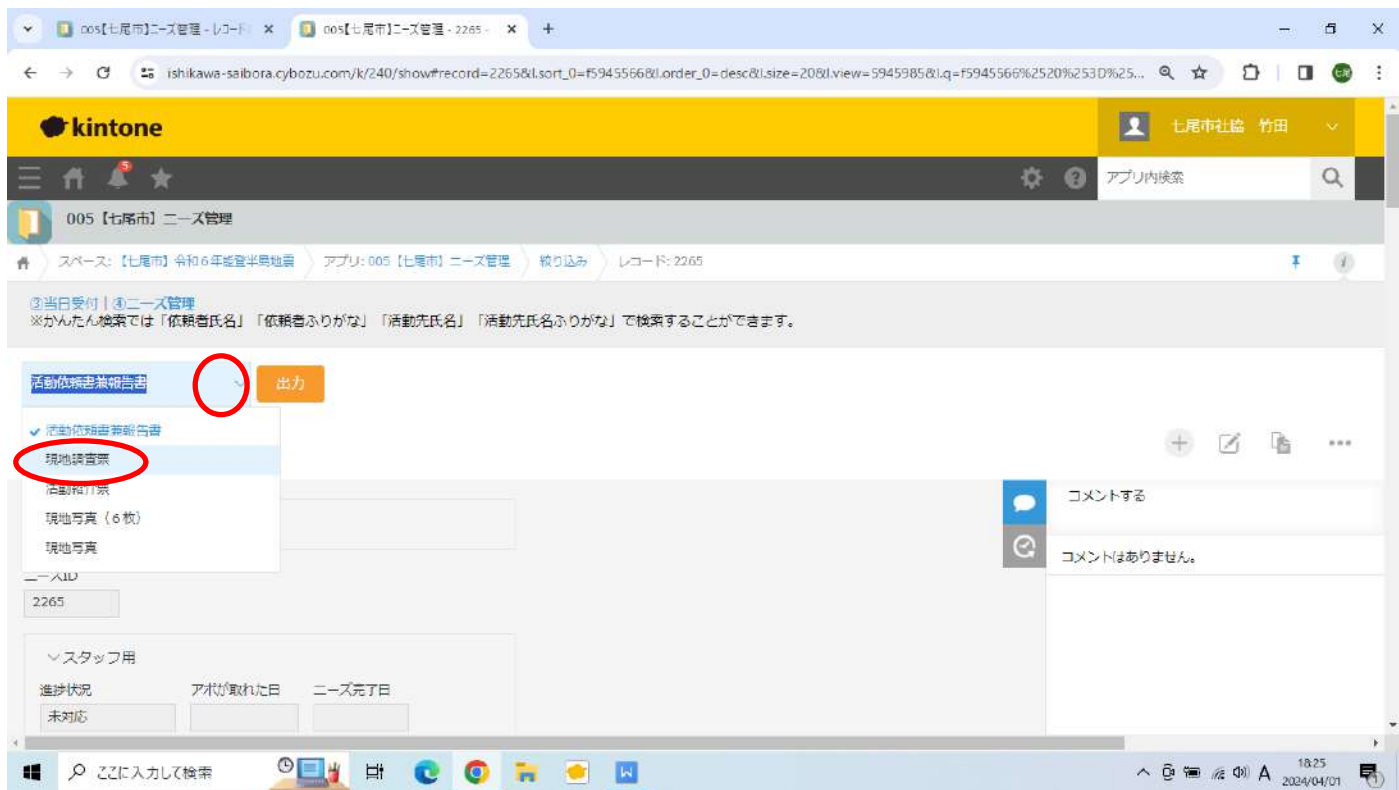 005【七尾市】ニーズ管理 - レコード
005【七尾市】ニーズ管理 - 2265 -
ishikawa-saibora.cybozu.com/k/240/show#record=2265&l.sort_0=f5945566&l.order_0=desc&l.size=20&l.view=5945985&l.q=f5945566%2520%253D%25...
kintone
七尾市社協 竹田
5
アプリ内検索
005【七尾市】ニーズ管理
スペース: 【七尾市】令和6年能登半島地震
アプリ: 005【七尾市】ニーズ管理
絞り込み
レコード: 2265
③当日受付 | ④ニーズ管理
※かんたん検索では「依頼者氏名」「依頼者ふりがな」「活動先氏名」「活動先氏名ふりがな」で検索することができます。
活動依頼書兼報告書
出力
活動依頼書兼報告書
現地調査票
活動紹介票
現地写真（6枚）
現地写真
コメントする
コメントはありません。
ニーズID
2265
スタッフ用
進捗状況 アポが取れた日 ニーズ完了日
未対応
ここに入力して検索
A
18:25
2024/04/01
1